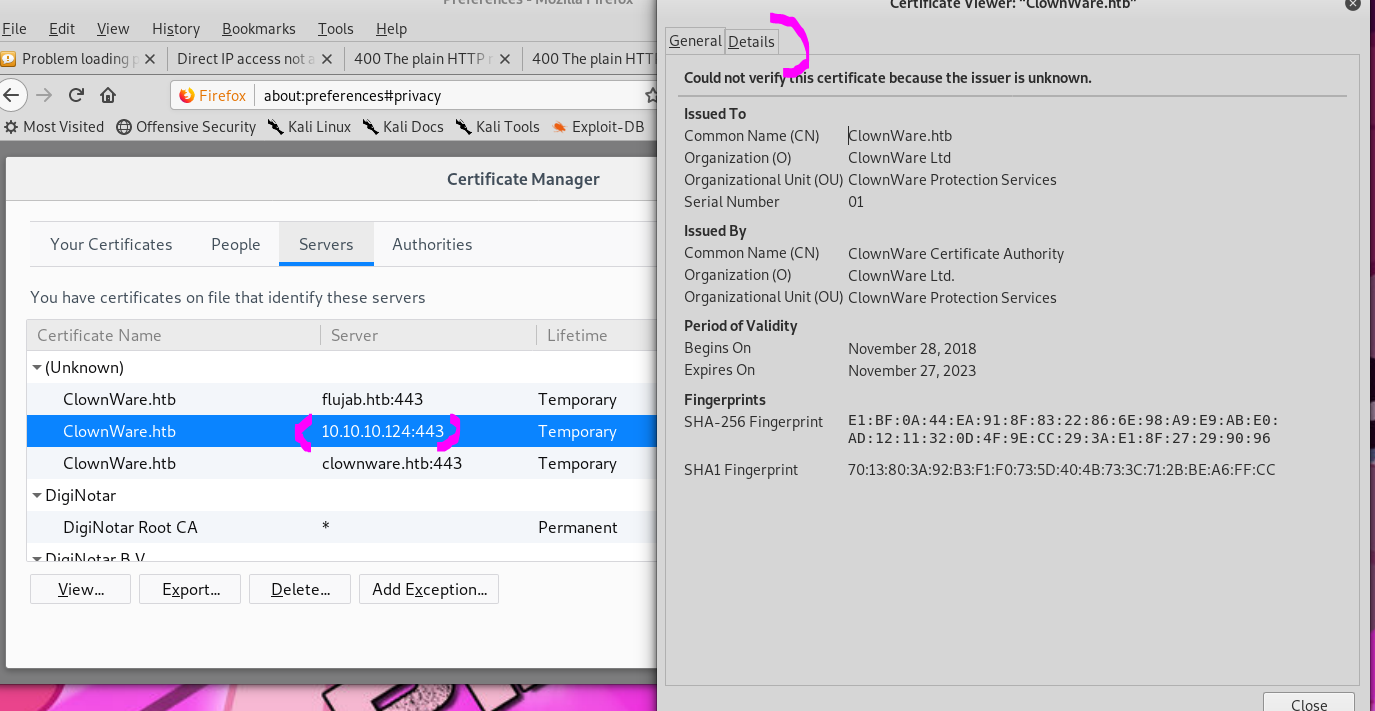 Preferences - Mozilla Firefox
File Edit View History Bookmarks Tools Help
Problem loading p
Direct IP access not a
400 The plain HTTP r
400 The plain HTT
Firefox about:preferences#privacy
Most Visited Offensive Security Kali Linux Kali Docs Kali Tools Exploit-DB
Certificate Manager
Your Certificates People Servers Authorities
You have certificates on file that identify these servers
Certificate Name Server Lifetime
(Unknown)
ClownWare.htb flujab.htb:443 Temporary
ClownWare.htb 10.10.10.124:443 Temporary
ClownWare.htb clownware.htb:443 Temporary
DigiNotar
DigiNotar Root CA * Permanent
DigiNotar B.V.
View... Export... Delete... Add Exception...
Certificate Viewer: "ClownWare.htb"
General Details
Could not verify this certificate because the issuer is unknown.
Issued To
Common Name (CN) ClownWare.htb
Organization (O) ClownWare Ltd
Organizational Unit (OU) ClownWare Protection Services
Serial Number 01
Issued By
Common Name (CN) ClownWare Certificate Authority
Organization (O) ClownWare Ltd.
Organizational Unit (OU) ClownWare Protection Services
Period of Validity
Begins On November 28, 2018
Expires On November 27, 2023
Fingerprints
SHA-256 Fingerprint E1:BF:0A:44:EA:91:8F:83:22:86:6E:98:A9:E9:AB:E0:
AD:12:11:32:0D:4F:9E:CC:29:3A:E1:8F:27:29:90:96
SHA1 Fingerprint 70:13:80:3A:92:B3:F1:F0:73:5D:40:4B:73:3C:71:2B:BE:A6:FF:CC
Close